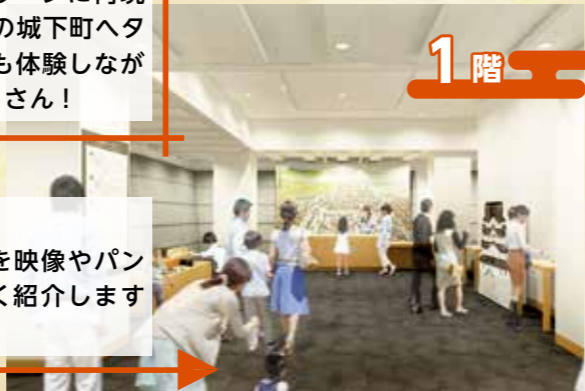 の城下町へタ
も体験しなが
さん！
1階
を映像やパン
く紹介します